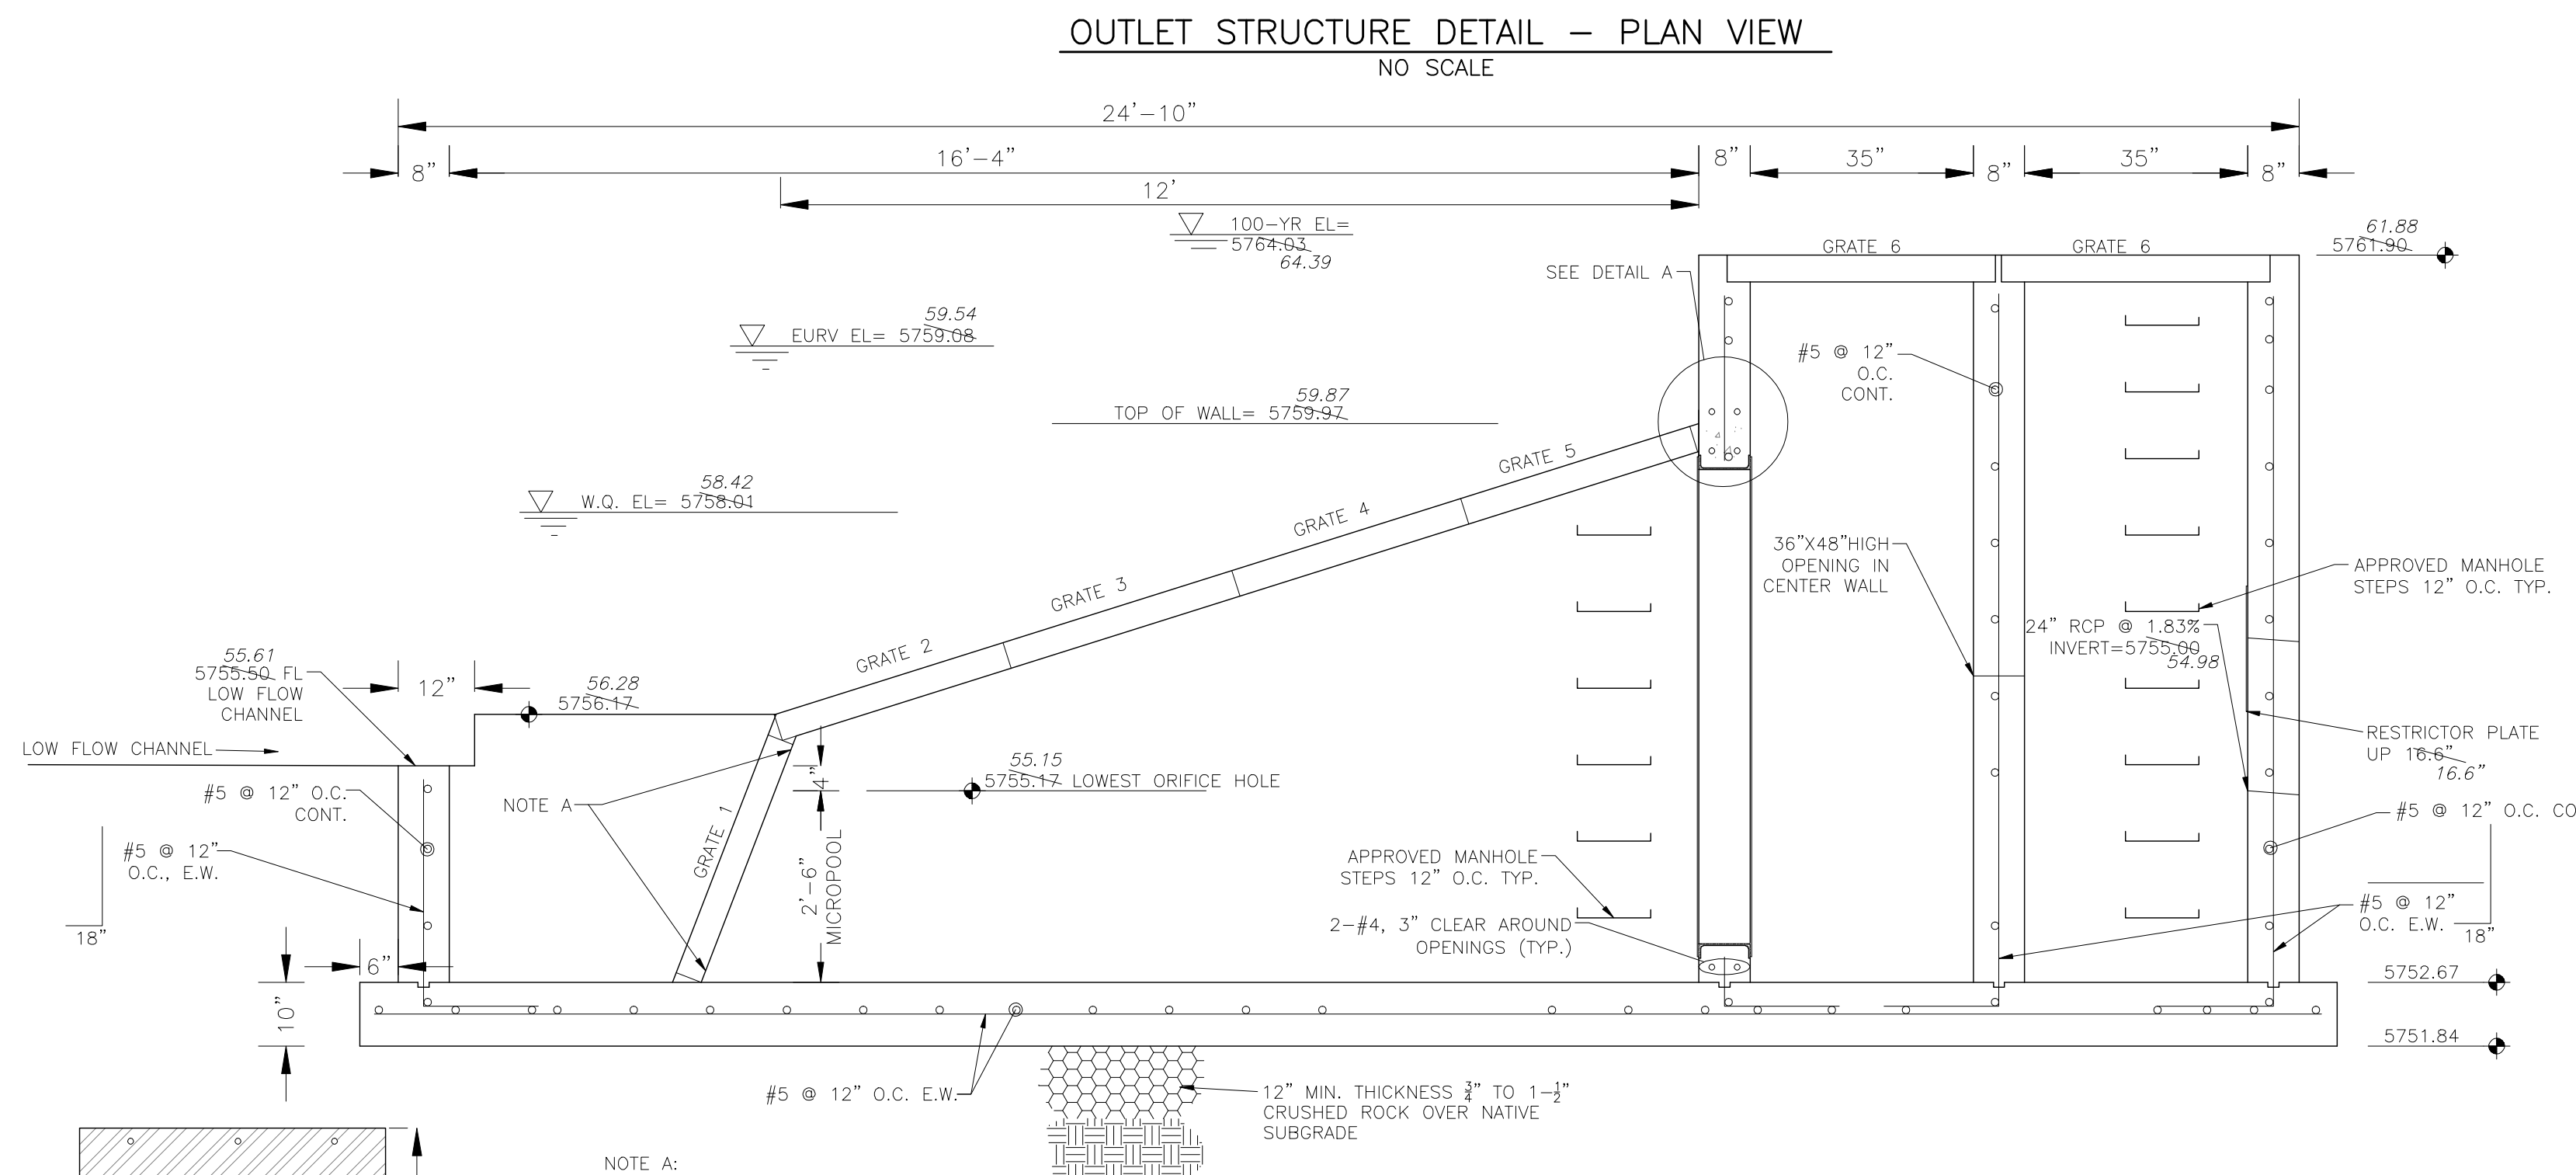 OUTLET STRUCTURE DETAIL – PLAN VIEW
NO SCALE
24'-10"
8"
16'-4"
8"
35"
8"
35"
8"
12'
100-YR EL=
5764.03
64.39
61.88
5761.90
GRATE 6
GRATE 6
SEE DETAIL A
59.54
EURV EL= 5759.08
#5 @ 12"
O.C.
CONT.
59.87
TOP OF WALL= 5759.97
58.42
W.Q. EL= 5758.01
GRATE 5
GRATE 4
GRATE 3
GRATE 2
GRATE 1
36"X48"HIGH
OPENING IN
CENTER WALL
APPROVED MANHOLE
STEPS 12" O.C. TYP.
24" RCP @ 1.83%
INVERT=5755.00
54.98
55.61
5755.50 FL
LOW FLOW
CHANNEL
12"
56.28
5756.17
LOW FLOW CHANNEL
RESTRICTOR PLATE
UP 16.6"
16.6"
55.15
5755.17 LOWEST ORIFICE HOLE
4"
#5 @ 12" O.C.
CONT.
NOTE A
#5 @ 12" O.C. CO
#5 @ 12"
O.C., E.W.
2'-6"
MICROPOOL
APPROVED MANHOLE
STEPS 12" O.C. TYP.
2-#4, 3" CLEAR AROUND
OPENINGS (TYP.)
#5 @ 12"
O.C. E.W.
18"
18"
6"
10"
5752.67
5751.84
#5 @ 12" O.C. E.W.
12" MIN. THICKNESS ¾" TO 1-½"
CRUSHED ROCK OVER NATIVE
SUBGRADE
NOTE A: